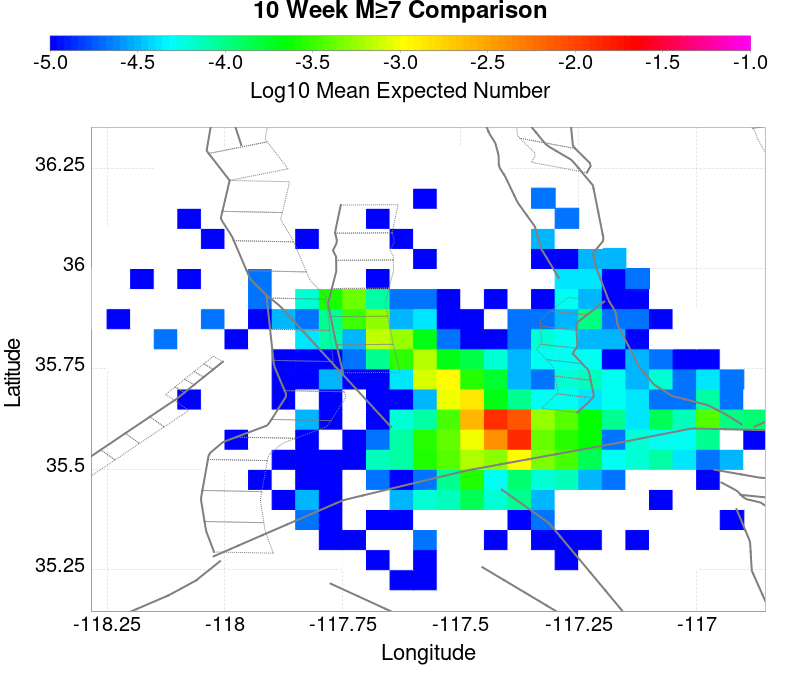 10 Week M≥7 Comparison
-5.0 -4.5 -4.0 -3.5 -3.0 -2.5 -2.0 -1.5 -1.0
Log10 Mean Expected Number
36.25
36
35.75
35.5
35.25
Latitude
-118.25 -118 -117.75 -117.5 -117.25 -117
Longitude